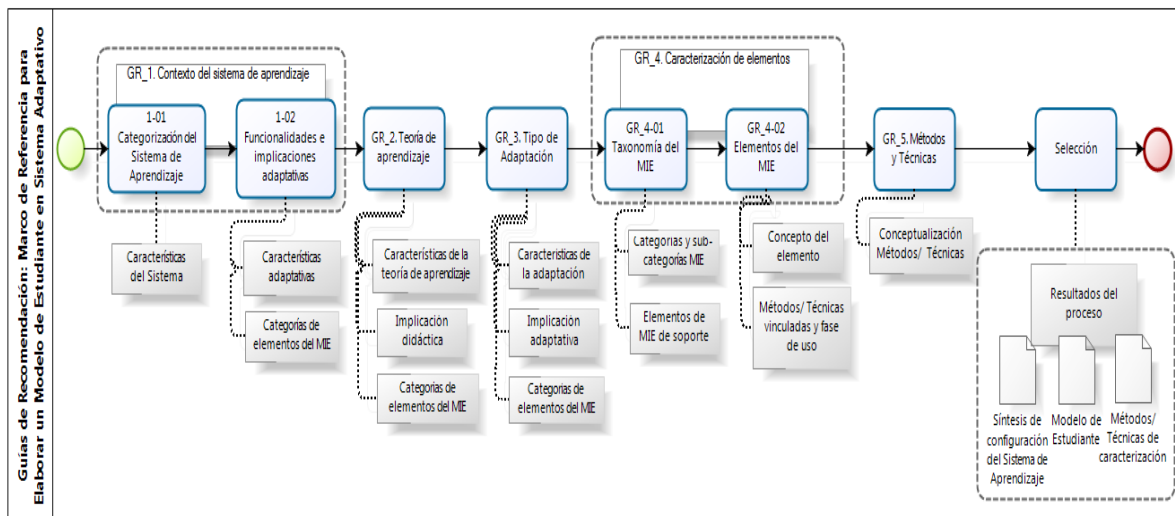 Guías de Recomendación: Marco de Referencia para
Elaborar un Modelo de Estudiante en Sistema Adaptativo
GR_1. Contexto del sistema de aprendizaje
1-01
Categorización del
Sistema de
Aprendizaje
1-02
Funcionalidades e
implicaciones
adaptativas
GR_2. Teoría de
aprendizaje
GR_3. Tipo de
Adaptación
GR_4. Caracterización de elementos
GR_4-01
Taxonomía del
MIE
GR_4-02
Elementos del
MIE
GR_5. Métodos
y Técnicas
Selección
Características
del Sistema
Características
adaptativas
Categorías de
elementos del MIE
Características de la
teoría de aprendizaje
Implicación
didáctica
Categorias de
elementos del MIE
Características de
la adaptación
Implicación
adaptativa
Categorias de
elementos del MIE
Categorias y sub-
categorías MIE
Elementos de
MIE de soporte
Concepto del
elemento
Métodos/ Técnicas
vinculadas y fase
de uso
Conceptualización
Métodos/ Técnicas
Resultados del
proceso
Síntesis de
configuración
del Sistema de
Aprendizaje
Modelo de
Estudiante
Métodos/
Técnicas de
caracterización